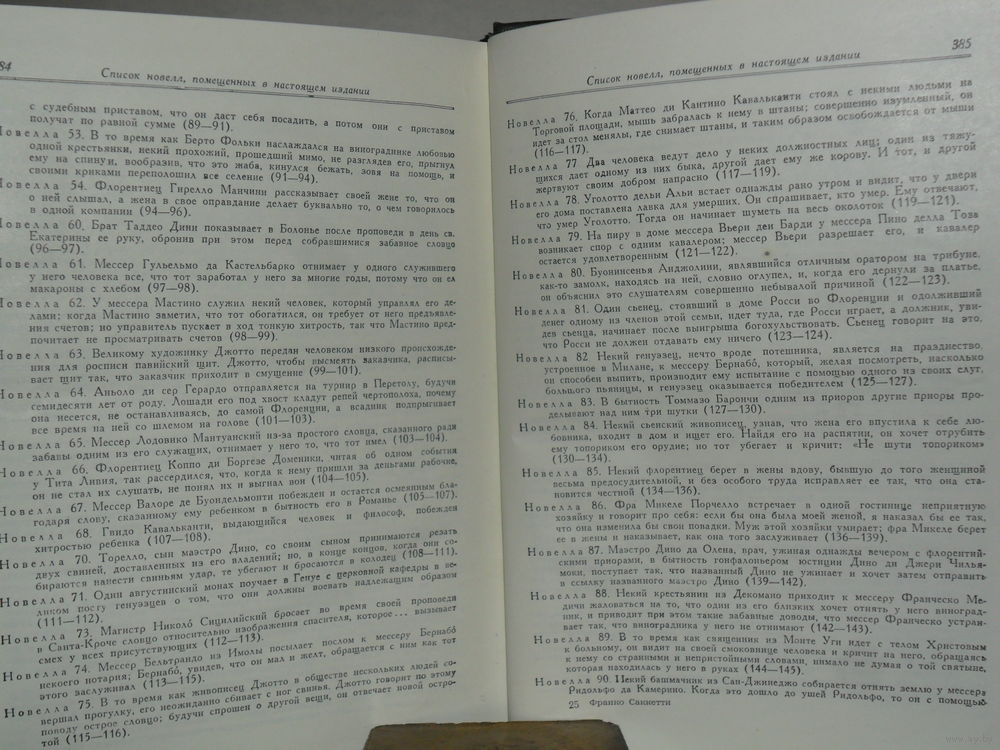 84
Список новелл, помещенных в настоящем издании
с судебным приставом, что он даст себя посадить, а потом они с приставом
получат по равной сумме (89—91).
Новелла 53. В то время как Берто Фольки наслаждался на винограднике любовью
одной крестьянки, некий прохожий, прошедший мимо, не разглядев его, прыгнул
ему на спину и, вообразив, что это жаба, кинулся бежать, зовя на помощь, и
своими криками переполошил все селение (91—94).
Новелла 54. Флорентиец Гирелло Манчини рассказывает своей жене то, что он
о ней слышал, а жена в свое оправдание делает буквально то, о чем говорилось
в одной компании (94—96).
Новелла 60. Брат Таддео Дини показывает в Болонье после проповеди в день св.
Екатерины ее руку, обронив при этом перед собравшимися забавное словцо
(96—97).
Новелла 61. Мессер Гульельмо да Кастельбарко отнимает у одного служившего
у него человека все, что тот заработал у него за многие годы, потому что он ел
макароны с хлебом (97—98).
Новелла 62. У мессера Мастино служил некий человек, который управлял его де-
лами; когда Мастино заметил, что тот обогатился, он требует от него предъявле-
ния счетов; но управитель пускает в ход тонкую хитрость, так что Мастино пред-
почитает не просматривать счетов (98—99).
Новелла 63. Великому художнику Джотто передан человеком низкого происхожде-
ния для росписи павийский щит. Джотто, чтобы высмеять заказчика, расписы-
вает щит так, что заказчик приходит в смущение (99—101).
Новелла 64. Аньоло ди сер Герардо отправляется на турнир в Перетолу, будучи
семидесяти лет от роду. Лошади его под хвост кладут репей чертополоха, почему
она несется, не останавливаясь, до самой Флоренции, а всадник подпрыгивает
все время на ней со шлемом на голове (101—103).
Новелла 65. Мессер Лодовико Мантуанский из-за простого словца, сказанного ради
забавы одним из его служащих, отнимает у него то, что тот имел (103—104).
Новелла 66. Флорентиец Коппо ди Боргезе Доменики, читая об одном событии
у Тита Ливия, так рассердился, что, когда к нему пришли за деньгами рабочие,
он не стал их слушать, не понял их и выгнал вон (104—105).
Новелла 67. Мессер Валоре де Буондельмонти побежден и остается осмеянным бла-
годаря слову, сказанному ему ребенком в бытность его в Романье (105—107).
Новелла 68. Гвидо Кавальканти, выдающийся человек и философ, побежден
хитростью ребенка (107—108).
Новелла 70. Торелло, сын маэстро Дино, со своим сыном принимаются резать
двух свиней, доставленных из его владений; но, в конце концов, когда они со-
бираются нанести свиньям удар, те убегают и бросаются в колодец (108—111).
Новелла 71. Один августинский монах поучает в Генуе с церковной кафедры в ве-
ликом посту генуэзцев о том, что они должны воевать надлежащим образом
(111—112).
Новелла 73. Магистр Николо́ Сицилийский бросает во время своей проповеди
в Санта-Кроче словцо относительно изображения спасителя, которое... вызывает
смех у всех присутствующих (112—113).
Новелла 74. Мессер Бельтрандо из Имолы посылает послом к мессеру Бернабо́
некоего нотария; Бернабо́, увидев, что он мал и желт, обращается с ним как тот
этого заслуживал (113—115).
Новелла 75. В то время как живописец Джотто в обществе нескольких людей со-
вершал прогулку, его неожиданно сбивает с ног свинья. Джотто говорит по этому
поводу острое словцо; будучи спрошен о другой вещи, он отвечает новой остро-
той (115—116).
385
Список новелл, помещенных в настоящем издании
Новелла 76. Когда Маттео ди Кантино Кавальканти стоял с некими людьми на
Торговой площади, мышь забралась к нему в штаны; совершенно изумленный, он
идет за стол менялы, где снимает штаны, и таким образом освобождается от мыши
(116—117).
Новелла 77 Два человека ведут дело у неких должностных лиц; один из тяжу-
щихся дает одному из них быка, другой дает ему же корову. И тот, и другой
жертвуют своим добром напрасно (117—119).
Новелла 78. Уголотто дельи Альи встает однажды рано утром и видит, что у двери
его дома поставлена лавка для умерших. Он спрашивает, кто умер. Ему отвечают,
что умер Уголотто. Тогда он начинает шуметь на весь околоток (119—121).
Новелла 79. На пиру в доме мессера Вьери деи Барди у мессера Пино делла Тоза
возникает спор с одним кавалером; мессер Вьери разрешает его, и кавалер
остается удовлетворенным (121—122).
Новелла 80. Буонинсенья Анджолини, являвшийся отличным оратором на трибуне,
как-то замолк, находясь на ней, словно оглупел, и, когда его дернули за платье,
он объяснил это слушателям совершенно небывалой причиной (122—123).
Новелла 81. Один сьенец, стоявший в доме Росси во Флоренции и одолживший
денег одному из членов этой семьи, идет туда, где Росси играет, а должник, уви-
дев сьенца, начинает после выигрыша богохульствовать. Сьенец говорит на это,
что Росси не должен отдавать ему ничего (123—124).
Новелла 82 Некий генуэзец, нечто вроде потешника, является на празднество,
устроенное в Милане, к мессеру Бернабо́, который, желая посмотреть, насколько
он способен выпить, производит ему испытание с помощью одного из своих слуг,
большого пьяницы, и генуэзец оказывается победителем (125—127).
Новелла 83. В бытность Томмазо Барончи одним из приоров другие приоры про-
делывают над ним три шутки (127—130).
Новелла 84. Некий сьенский живописец, узнав, что жена его впустила к себе лю-
бовника, входит в дом и ищет его. Найдя его на распятии, он хочет отрубить
ему топориком его орудие; но тот убегает и кричит: «Не шути топориком»
(130—134).
Новелла 85. Некий флорентиец берет в жены вдову, бывшую до того женщиной
весьма предосудительной, и без особого труда исправляет ее так, что она ста-
новится честной (134—136).
Новелла 86. Фра Микеле Порчелло встречает в одной гостинице неприятную
хозяйку и говорит про себя: если бы она была моей женой, я наказал бы ее так,
что она изменила бы свои повадки. Муж этой хозяйки умирает; фра Микеле берет
ее в жены и наказывает, как она того заслуживает (136—139).
Новелла 87. Маэстро Дино да Олена, врач, ужиная однажды вечером с флорентий-
скими приорами, в бытность гонфалоньером юстиции Дино ди Джери Чилья-
моки, поступает так, что названный Дино не ужинает и хочет затем отправить
в ссылку названного маэстро Дино (139—142).
Новелла 88. Некий крестьянин из Декомано приходит к мессеру Франческо Ме-
дичи жаловаться на то, что один из его близких хочет отнять у него виноград-
ник, и приводит при этом такие забавные доводы, что мессер Франческо устраи-
вает так, что виноградника у него не отнимают (142—143).
Новелла 89. В то время как священник из Монте Уги идет с телом Христовым
к больному, он видит на своей смоковнице человека и кричит на него, обращаясь
к нему со странными и непристойными словами, нимало не думая о той святыне,
которая находилась у него в руках (144—145).
Новелла 90. Некий башмачник из Сан-Джинеджо собирается отнять землю у мессера
Ридольфо да Камерино. Когда это дошло до ушей Ридольфо, то он с помощью
25 Франко Саккетти